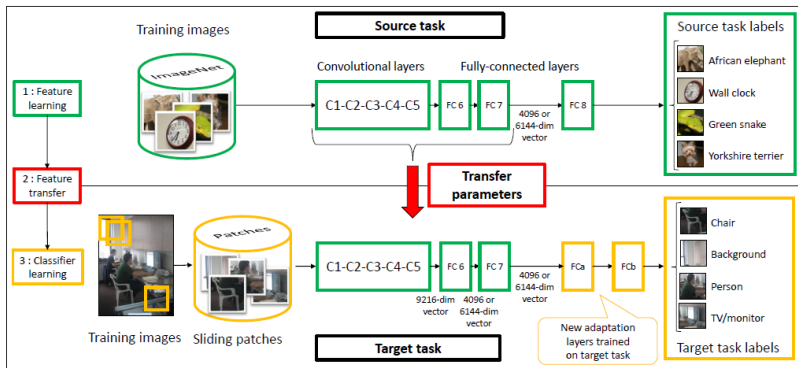 Training images
Source task
Source task labels
ImageNet
Convolutional layers
Fully-connected layers
1 : Feature
learning
C1-C2-C3-C4-C5
FC 6
FC 7
4096 or
6144-dim
vector
FC 8
African elephant
Wall clock
Green snake
Yorkshire terrier
2 : Feature
transfer
Transfer
parameters
3 : Classifier
learning
Patches
C1-C2-C3-C4-C5
FC 6
FC 7
4096 or
6144-dim
vector
FCa
FCb
Chair
Background
Person
TV/monitor
9216-dim
vector
4096 or
6144-dim
vector
New adaptation
layers trained
on target task
Training images
Sliding patches
Target task
Target task labels